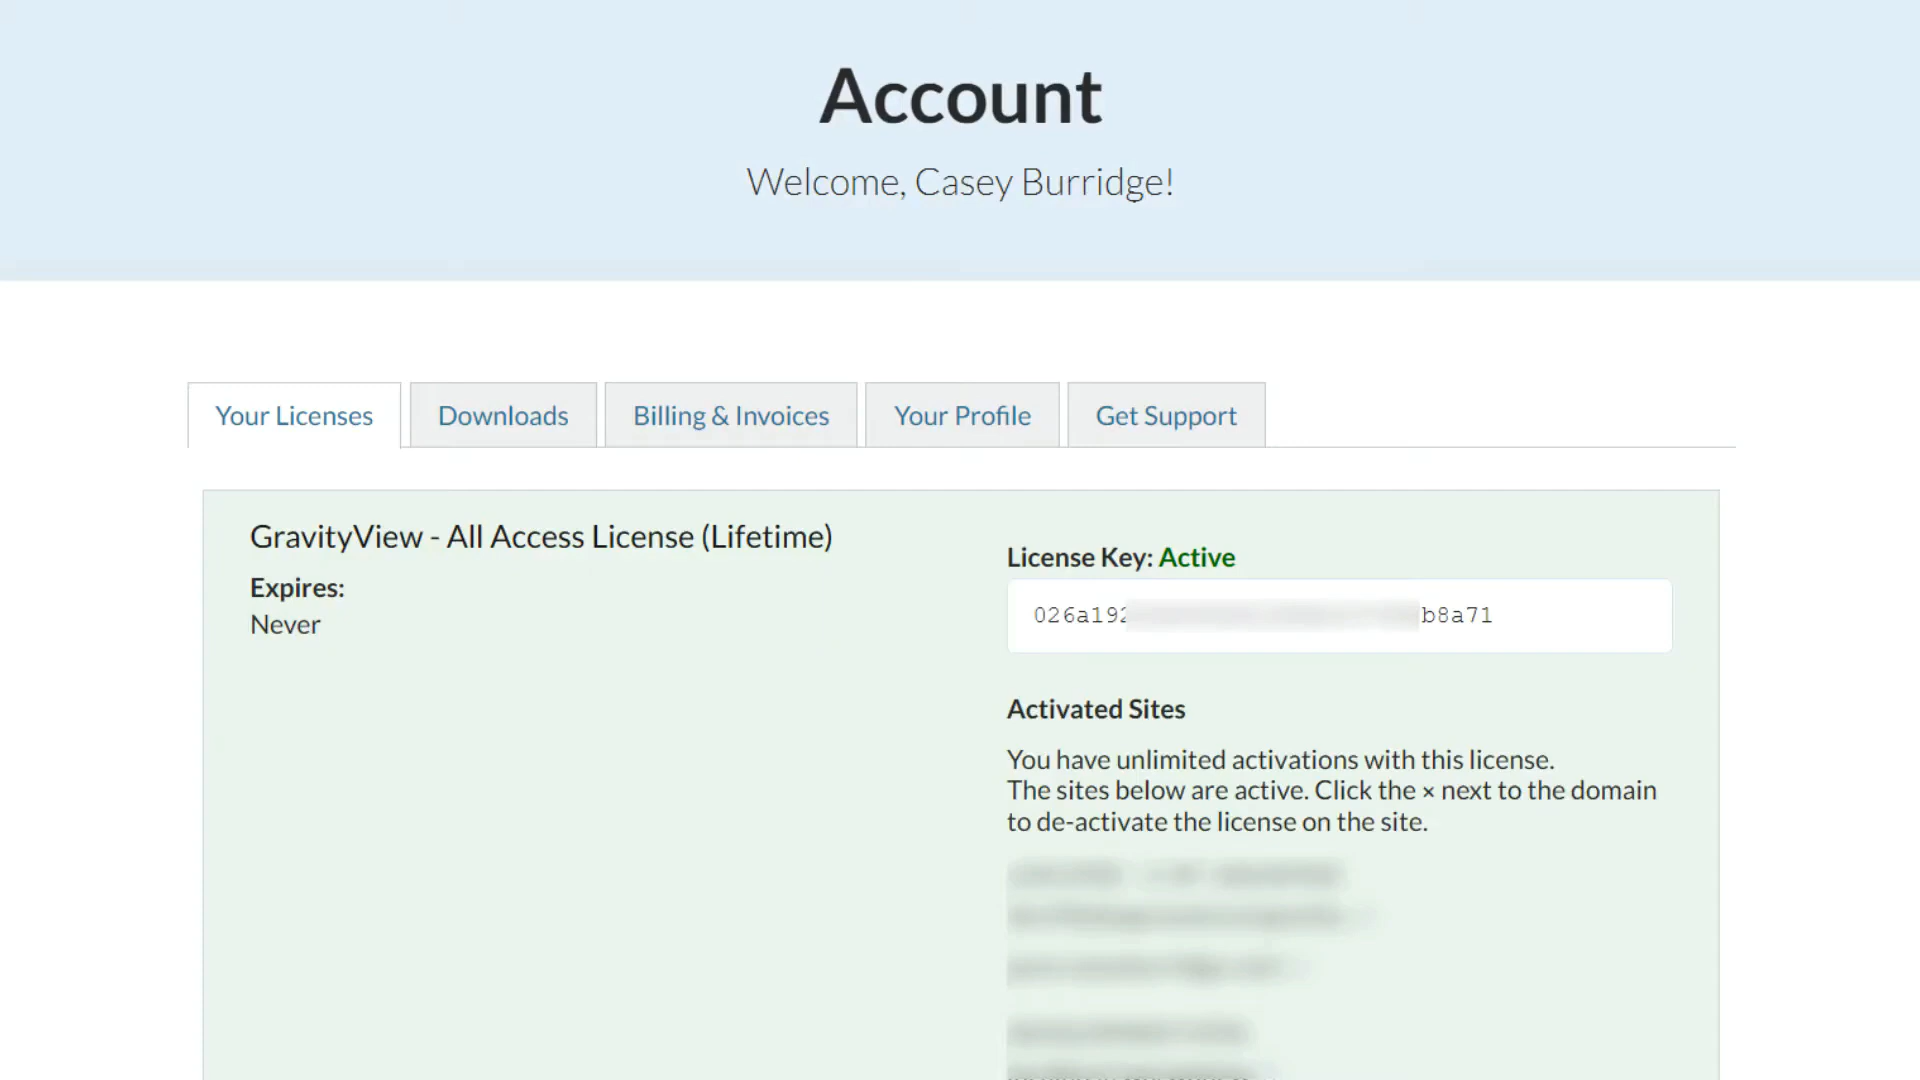 Account
Welcome, Casey Burridge!
Your Licenses
Downloads
Billing & Invoices
Your Profile
Get Support
GravityView - All Access License (Lifetime)
Expires:
Never
License Key: Active
026a192 b8a71
Activated Sites
You have unlimited activations with this license.
The sites below are active. Click the × next to the domain
to de-activate the license on the site.